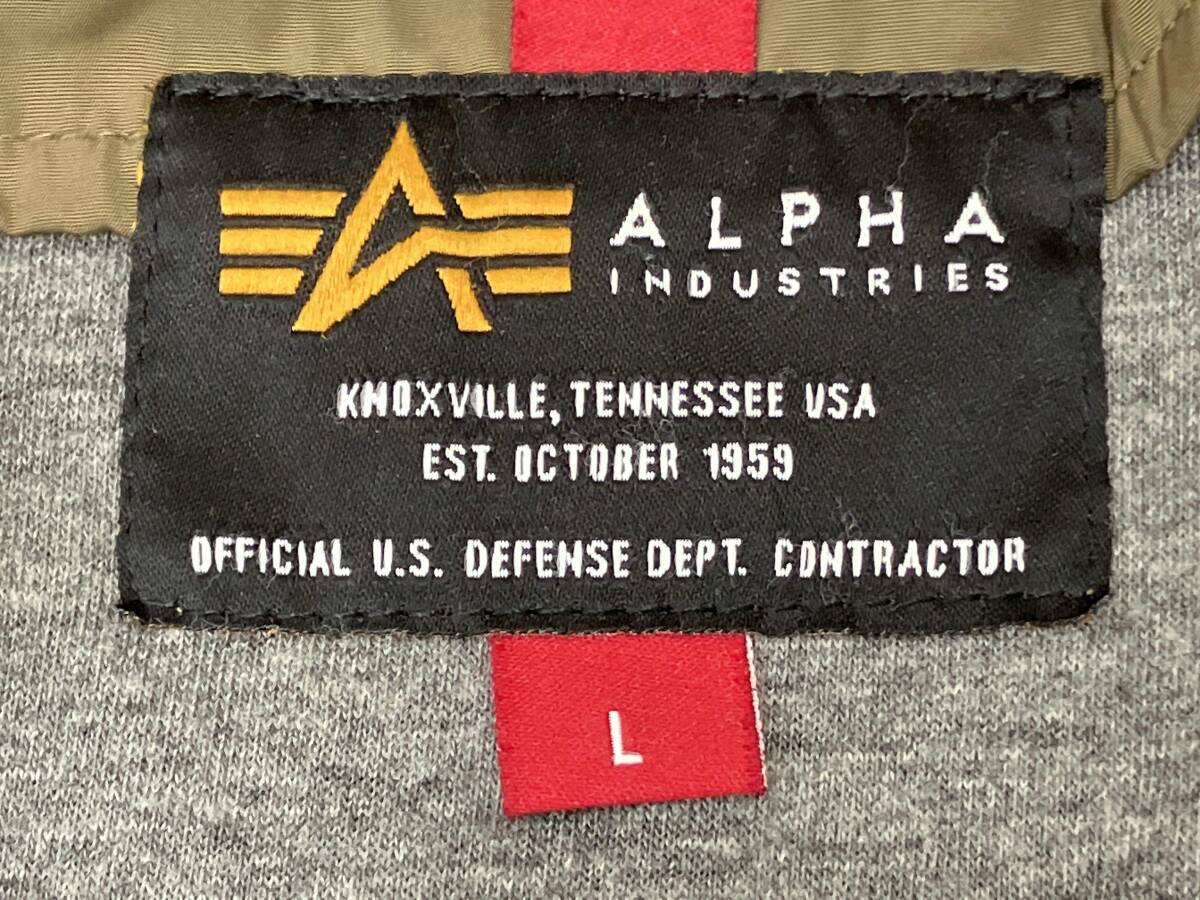 ALPHA
INDUSTRIES
KNOXVILLE, TENNESSEE USA
EST. OCTOBER 1959
OFFICIAL U.S. DEFENSE DEPT. CONTRACTOR
L